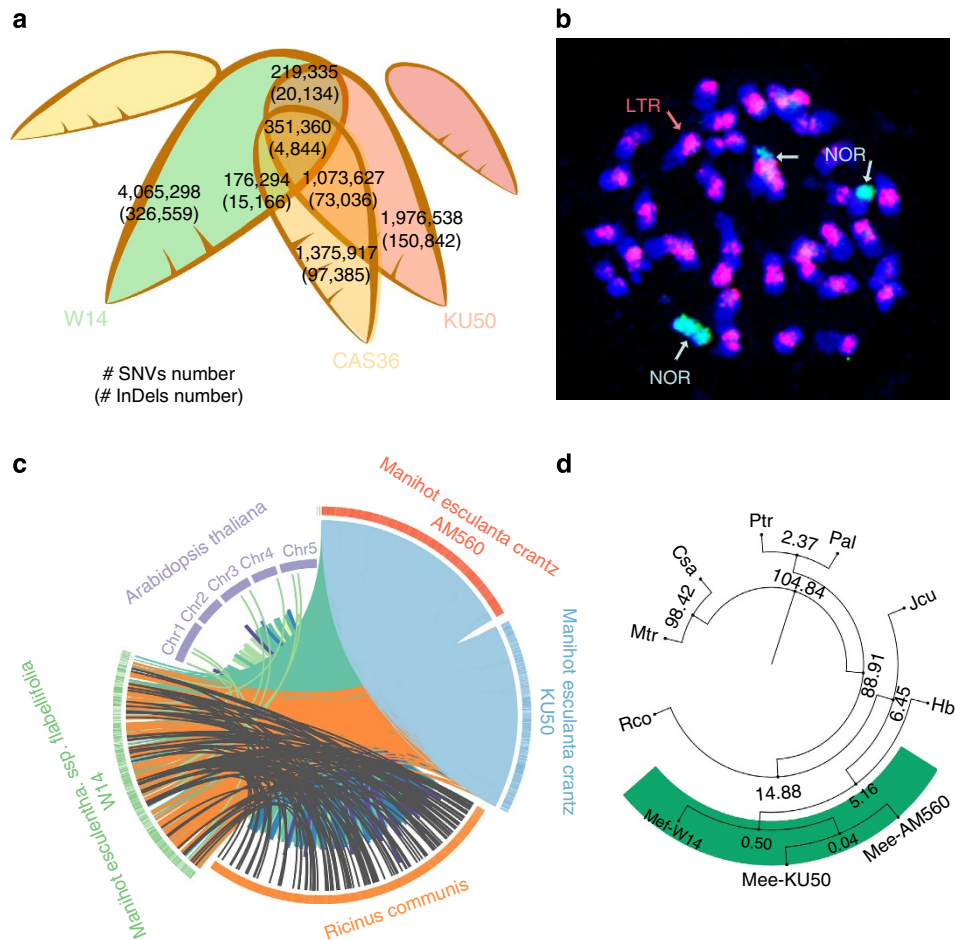 a
219,335
(20,134)
351,360
(4,844)
176,294
(15,166)
1,073,627
(73,036)
4,065,298
(326,559)
1,976,538
(150,842)
1,375,917
(97,385)
W14
KU50
CAS36
# SNVs number
(# InDels number)
b
LTR
NOR
NOR
c
Manihot esculanta crantz
AM560
Arabidopsis thaliana
Chr1
Chr2
Chr3
Chr4
Chr5
Manihot esculanta crantz
KU50
Manihot esculentha. ssp. flabellifolia
W14
Ricinus communis
d
Ptr
2.37
Pal
Csa
104.84
98.42
Jcu
Mtr
88.91
6.45
Hb
Rco
14.88
5.16
Mef-W14
0.50
0.04
Mee-AM560
Mee-KU50